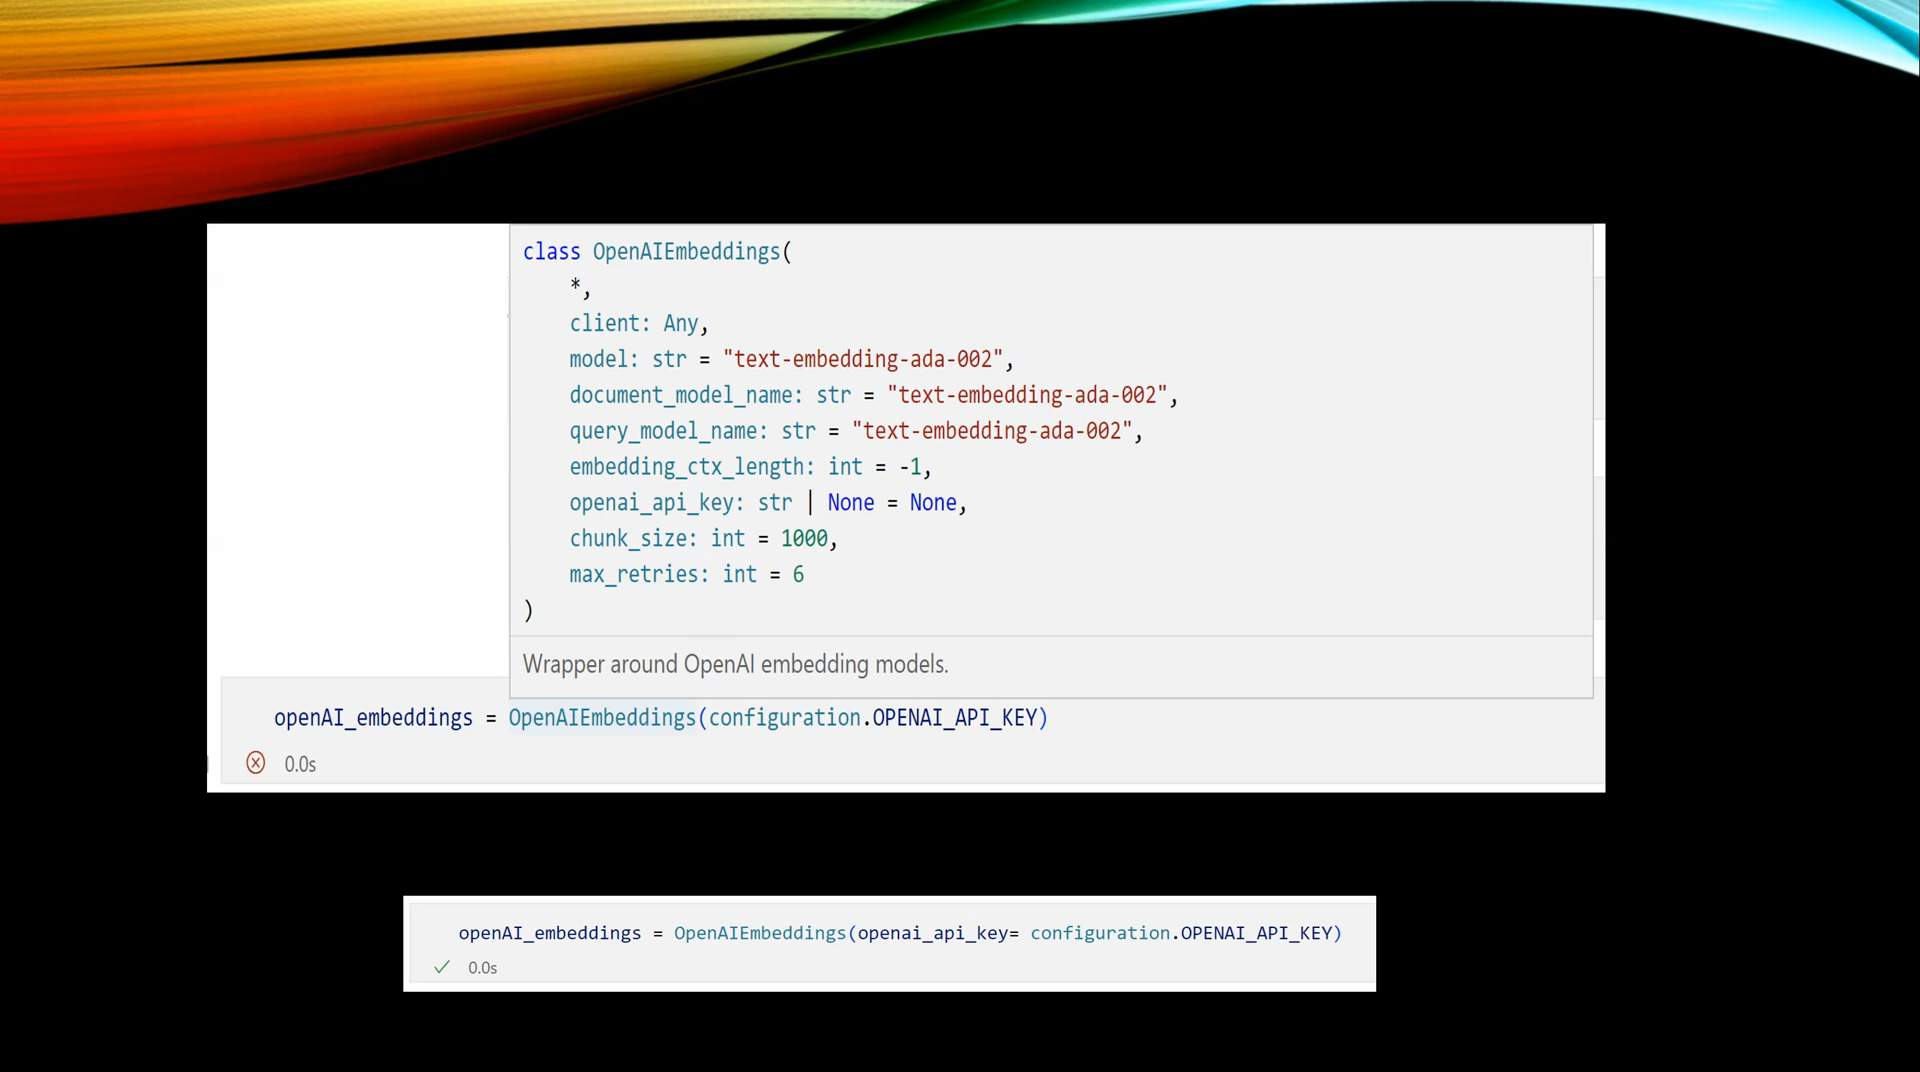 class OpenAIEmbeddings(
*,
client: Any,
model: str = "text-embedding-ada-002",
document_model_name: str = "text-embedding-ada-002",
query_model_name: str = "text-embedding-ada-002",
embedding_ctx_length: int = -1,
openai_api_key: str | None = None,
chunk_size: int = 1000,
max_retries: int = 6
)
Wrapper around OpenAI embedding models.
openAI_embeddings = OpenAIEmbeddings(configuration.OPENAI_API_KEY)
0.0s
openAI_embeddings = OpenAIEmbeddings(openai_api_key= configuration.OPENAI_API_KEY)
0.0s